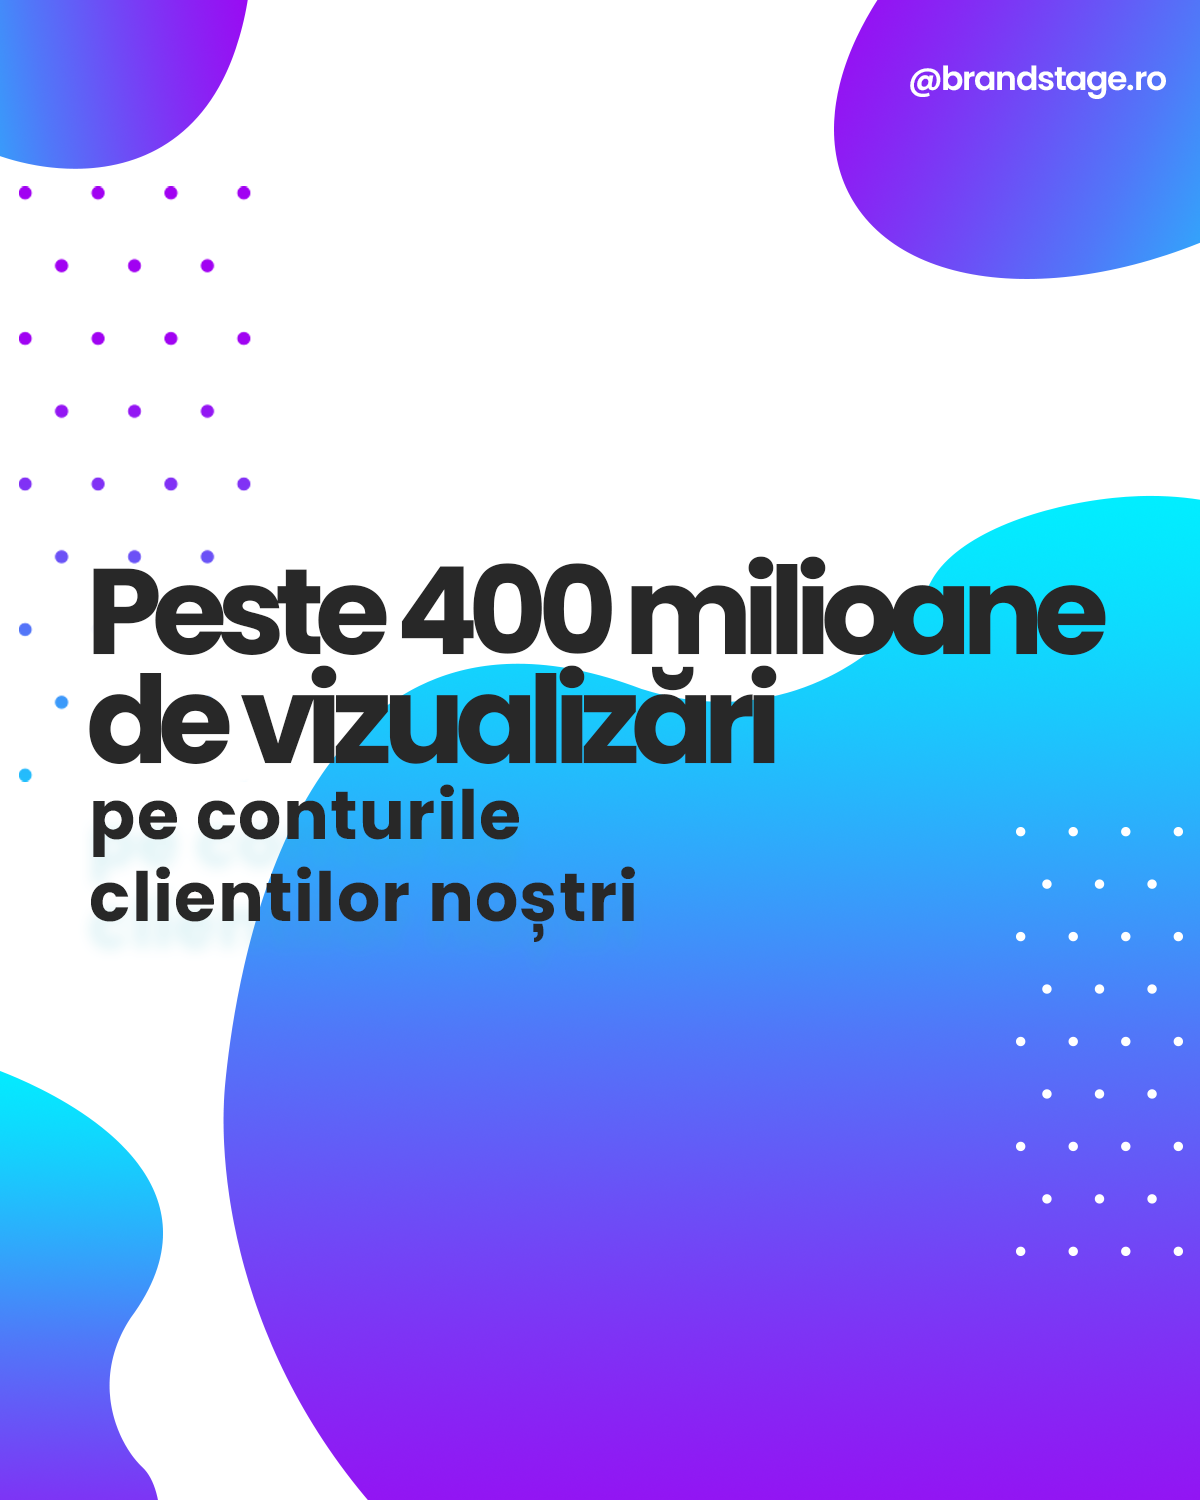 @brandstage.ro
Peste 400 milioane
de vizualizări
pe conturile
clientilor noștri